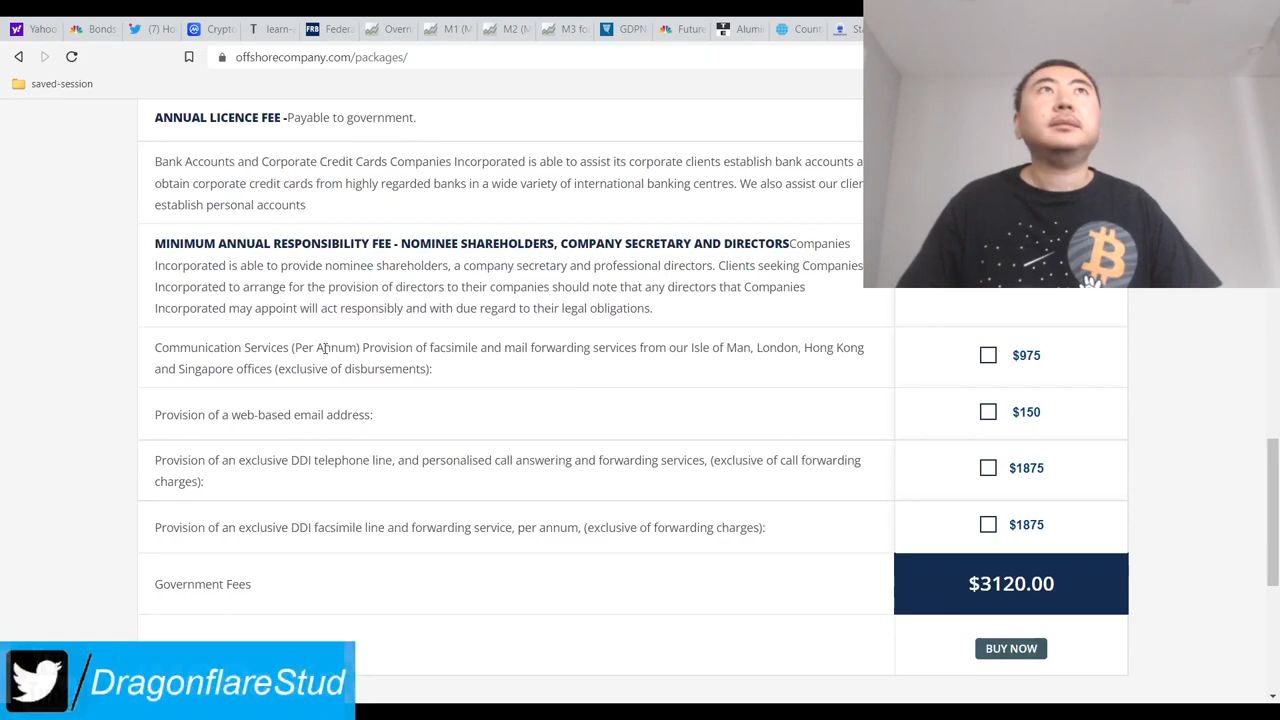 Yahoo
Bonds
(7) Ho
Crypto
learn-
FRB
Federa
Overn
M1 (M
M2 (M
M3 fo
GDPN
Future
Alumi
Count
offshorecompany.com/packages/
saved-session
ANNUAL LICENCE FEE -Payable to government.
Bank Accounts and Corporate Credit Cards Companies Incorporated is able to assist its corporate clients establish bank accounts a
obtain corporate credit cards from highly regarded banks in a wide variety of international banking centres. We also assist our clien
establish personal accounts
MINIMUM ANNUAL RESPONSIBILITY FEE - NOMINEE SHAREHOLDERS, COMPANY SECRETARY AND DIRECTORSCompanies
Incorporated is able to provide nominee shareholders, a company secretary and professional directors. Clients seeking Companies
Incorporated to arrange for the provision of directors to their companies should note that any directors that Companies
Incorporated may appoint will act responsibly and with due regard to their legal obligations.
Communication Services (Per Annum) Provision of facsimile and mail forwarding services from our Isle of Man, London, Hong Kong
and Singapore offices (exclusive of disbursements):
$975
Provision of a web-based email address:
$150
Provision of an exclusive DDI telephone line, and personalised call answering and forwarding services, (exclusive of call forwarding
charges):
$1875
Provision of an exclusive DDI facsimile line and forwarding service, per annum, (exclusive of forwarding charges):
$1875
Government Fees
$3120.00
BUY NOW
DragonflareStud